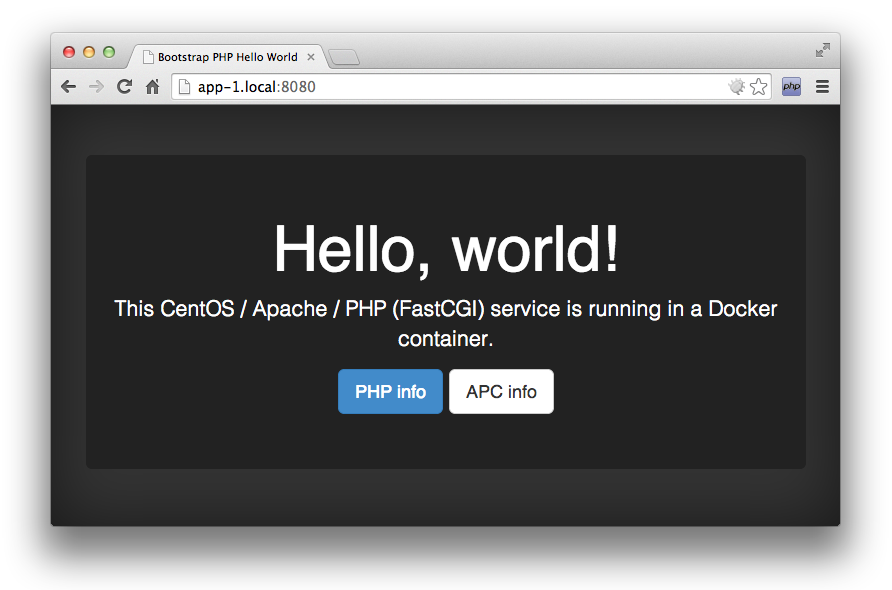 Bootstrap PHP Hello World
app-1.local:8080
php
Hello, world!
This CentOS / Apache / PHP (FastCGI) service is running in a Docker
container.
PHP info
APC info